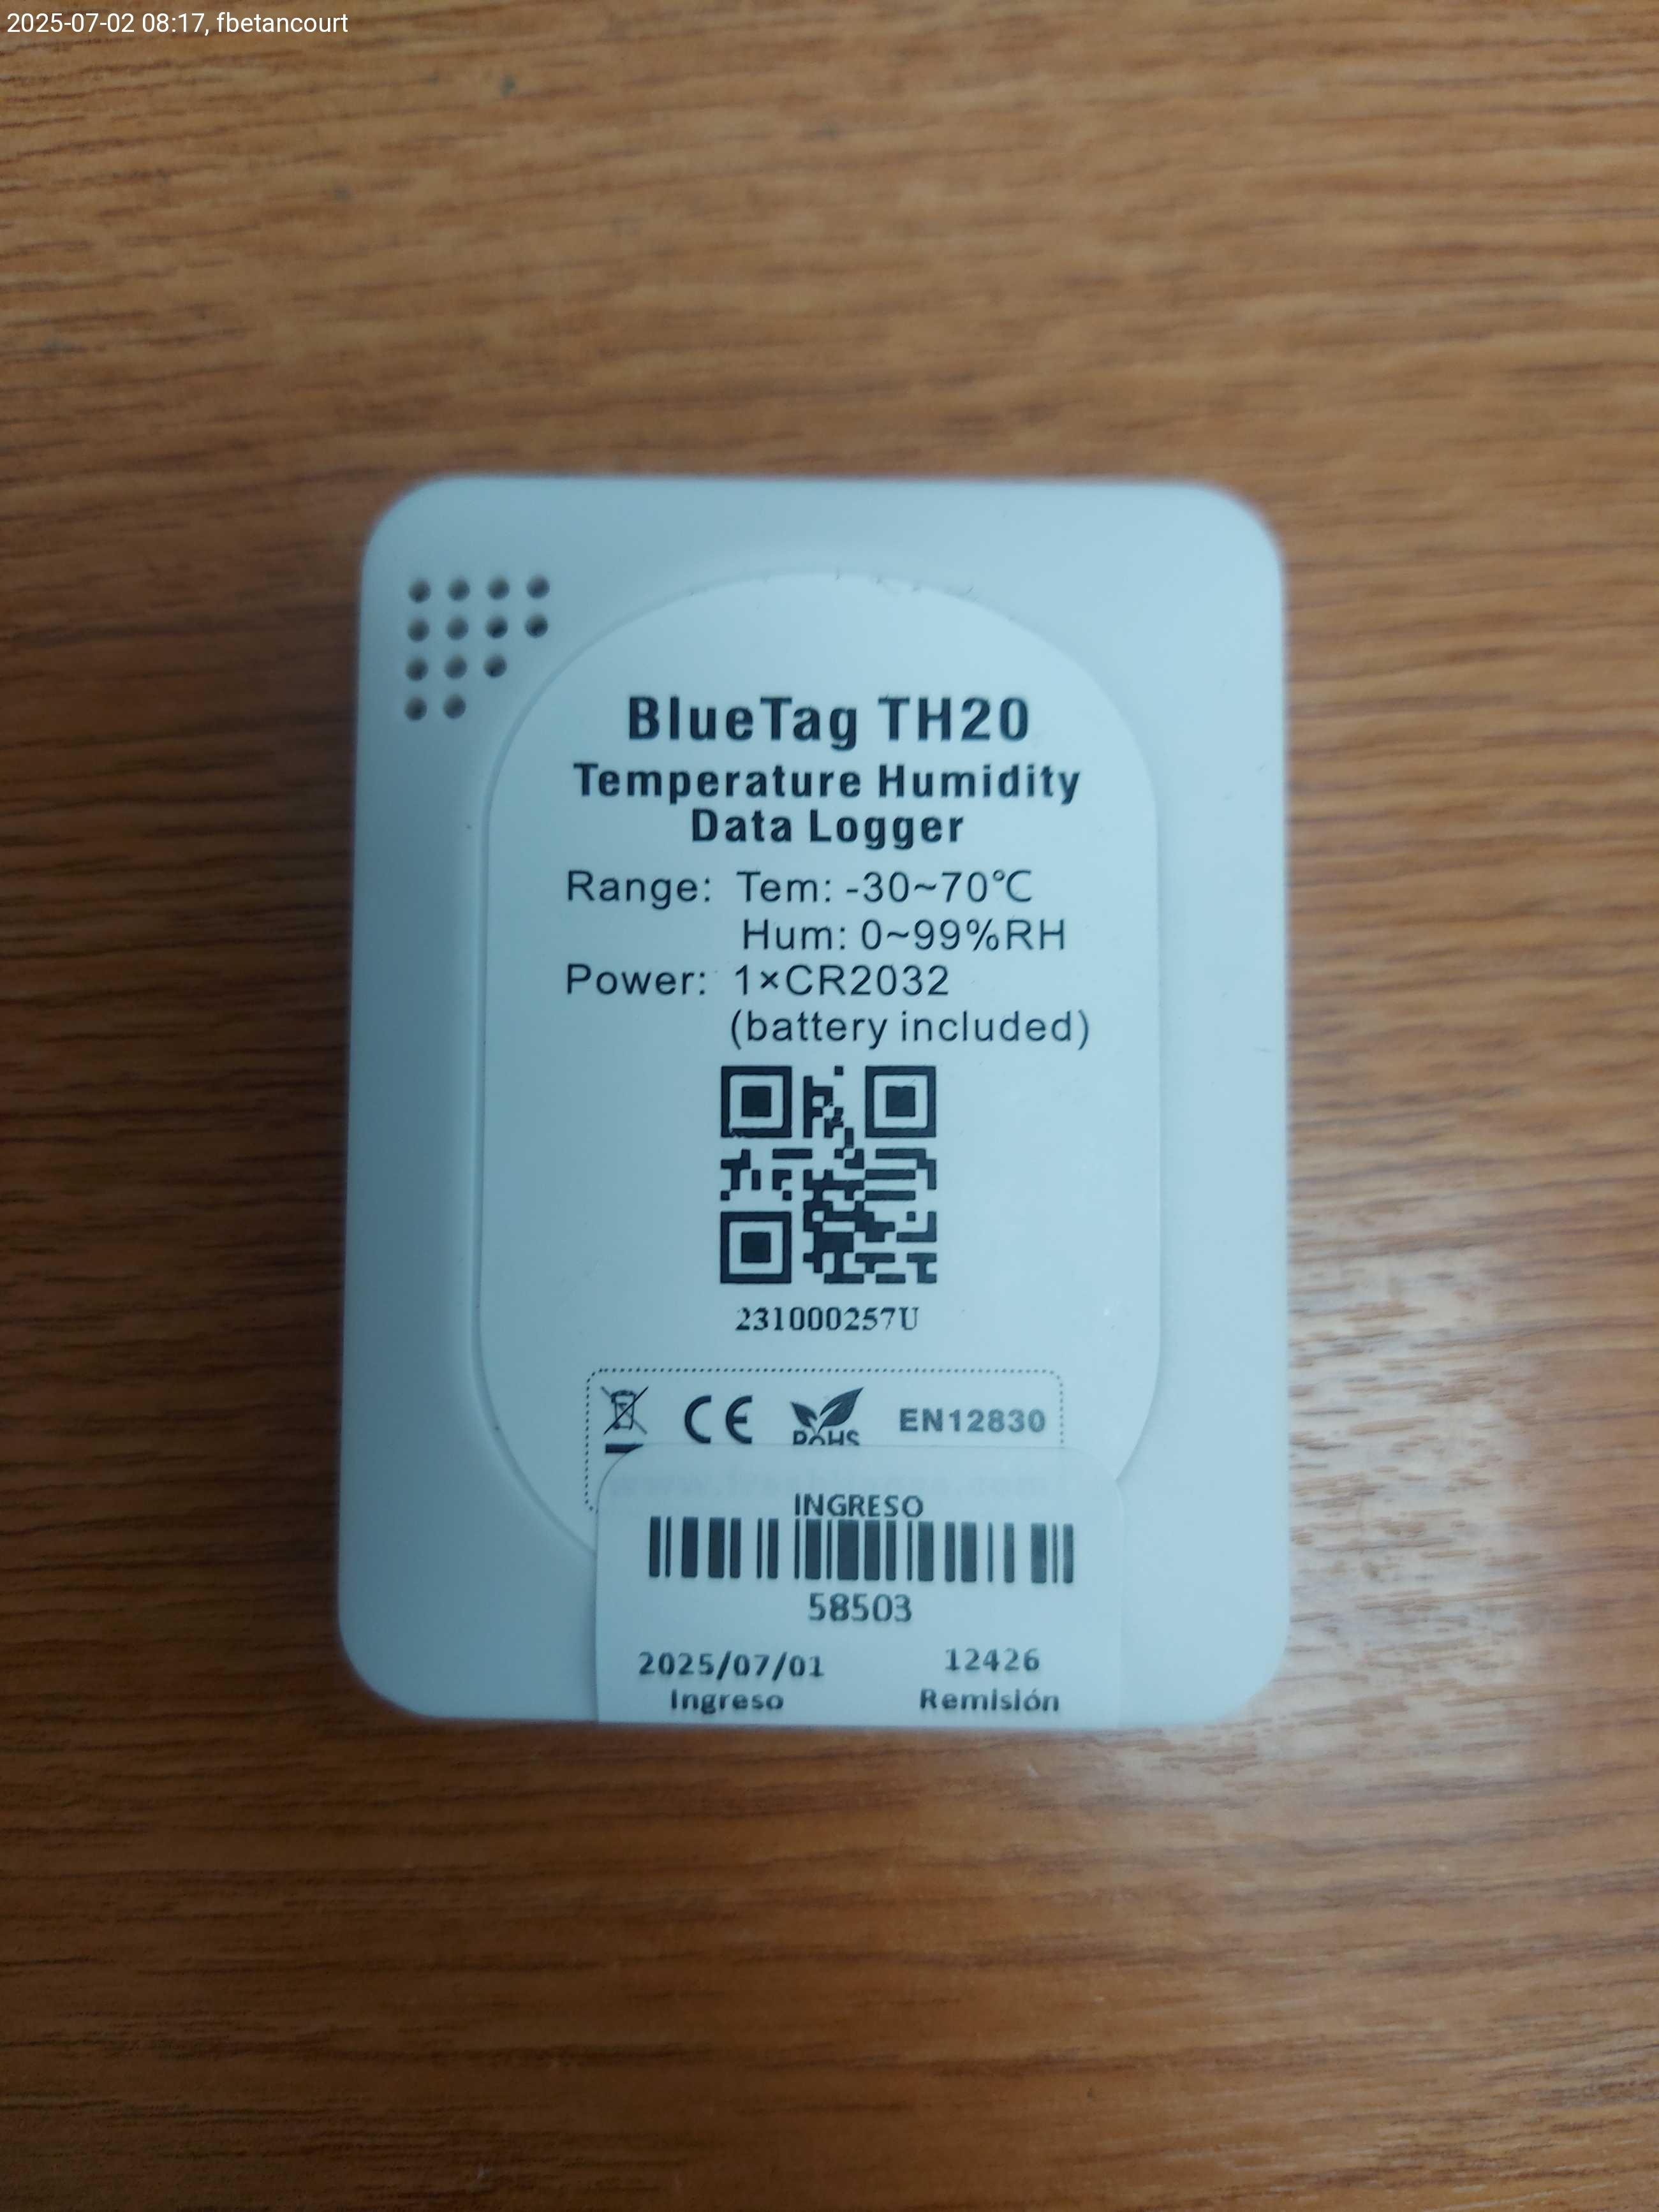 2025-07-02 08:17, fbetancourt
BlueTag TH20
Temperature Humidity
Data Logger
Range: Tem: -30~70℃
Hum: 0~99%RH
Power: 1×CR2032
(battery included)
231000257U
CE RoHS EN12830
INGRESO
58503
2025/07/01 12426
Ingreso Remisión